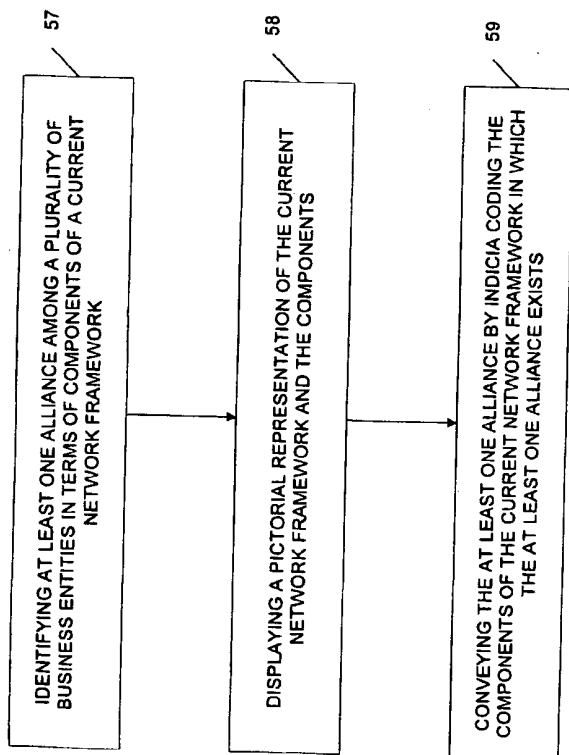 IDENTIFYING AT LEAST ONE ALLIANCE AMONG A PLURALITY OF
BUSINESS ENTITIES IN TERMS OF COMPONENTS OF A CURRENT
NETWORK FRAMEWORK
57
DISPLAYING A PICTORIAL REPRESENTATION OF THE CURRENT
NETWORK FRAMEWORK AND THE COMPONENTS
58
CONVEYING THE AT LEAST ONE ALLIANCE BY INDICIA CODING THE
COMPONENTS OF THE CURRENT NETWORK FRAMEWORK IN WHICH
THE AT LEAST ONE ALLIANCE EXISTS
59